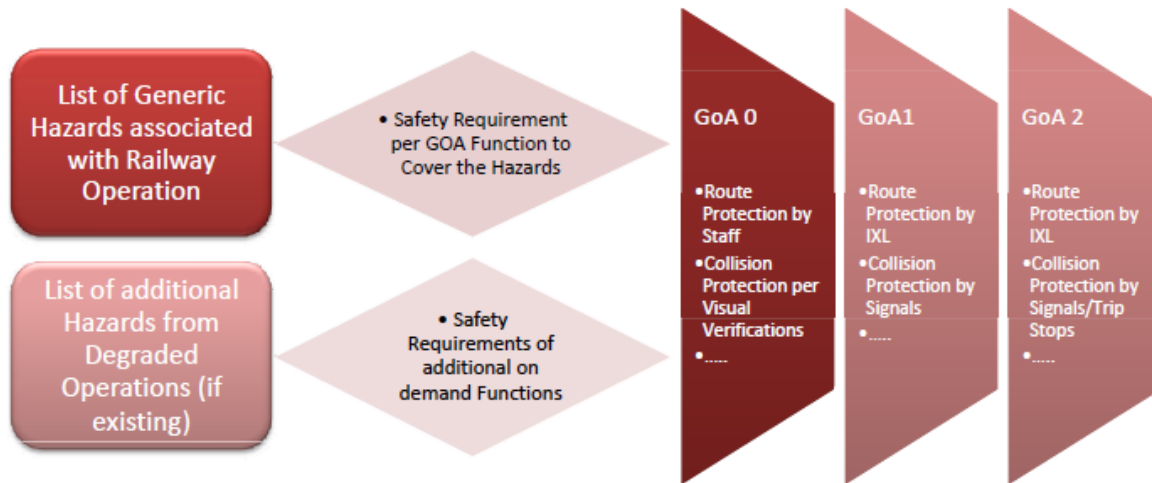 List of Generic
Hazards associated
with Railway
Operation
• Safety Requirement
per GOA Function to
Cover the Hazards
List of additional
Hazards from
Degraded
Operations (if
existing)
• Safety
Requirements of
additional on
demand Functions
GoA 0
•Route
Protection by
Staff
•Collision
Protection per
Visual
Verifications
•.....
GoA1
•Route
Protection by
IXL
•Collision
Protection by
Signals
•.....
GoA 2
•Route
Protection by
IXL
•Collision
Protection by
Signals/Trip
Stops
•.....